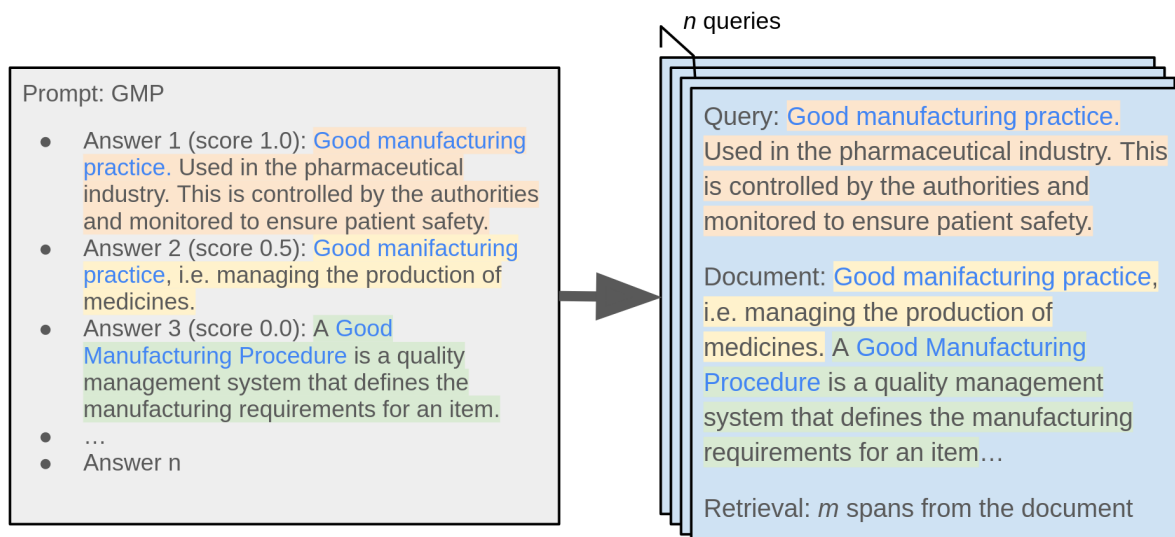 n queries
Prompt: GMP
● Answer 1 (score 1.0): Good manufacturing
practice. Used in the pharmaceutical
industry. This is controlled by the authorities
and monitored to ensure patient safety.
● Answer 2 (score 0.5): Good manifacturing
practice, i.e. managing the production of
medicines.
● Answer 3 (score 0.0): A Good
Manufacturing Procedure is a quality
management system that defines the
manufacturing requirements for an item.
● …
● Answer n
Query: Good manufacturing practice.
Used in the pharmaceutical industry. This
is controlled by the authorities and
monitored to ensure patient safety.
Document: Good manifacturing practice,
i.e. managing the production of
medicines. A Good Manufacturing
Procedure is a quality management
system that defines the manufacturing
requirements for an item…
Retrieval: m spans from the document